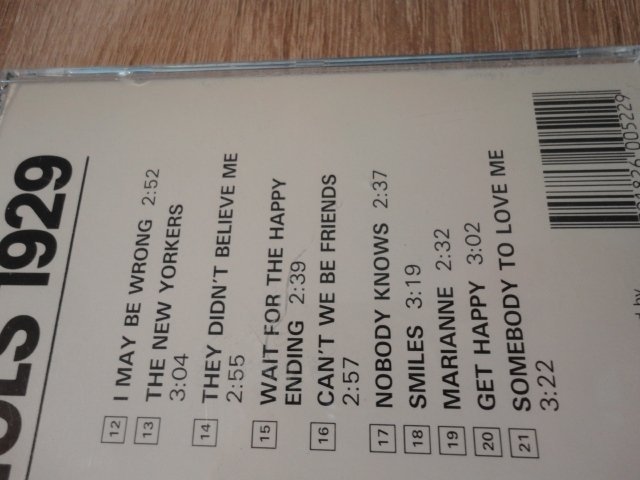 OLS 1929
12 I MAY BE WRONG 2:52
13 THE NEW YORKERS
3:04
14 THEY DIDN'T BELIEVE ME
2:55
15 WAIT FOR THE HAPPY
ENDING 2:39
16 CAN'T WE BE FRIENDS
2:57
17 NOBODY KNOWS 2:37
18 SMILES 3:19
19 MARIANNE 2:32
20 GET HAPPY 3:02
21 SOMEBODY TO LOVE ME
3:22
005229